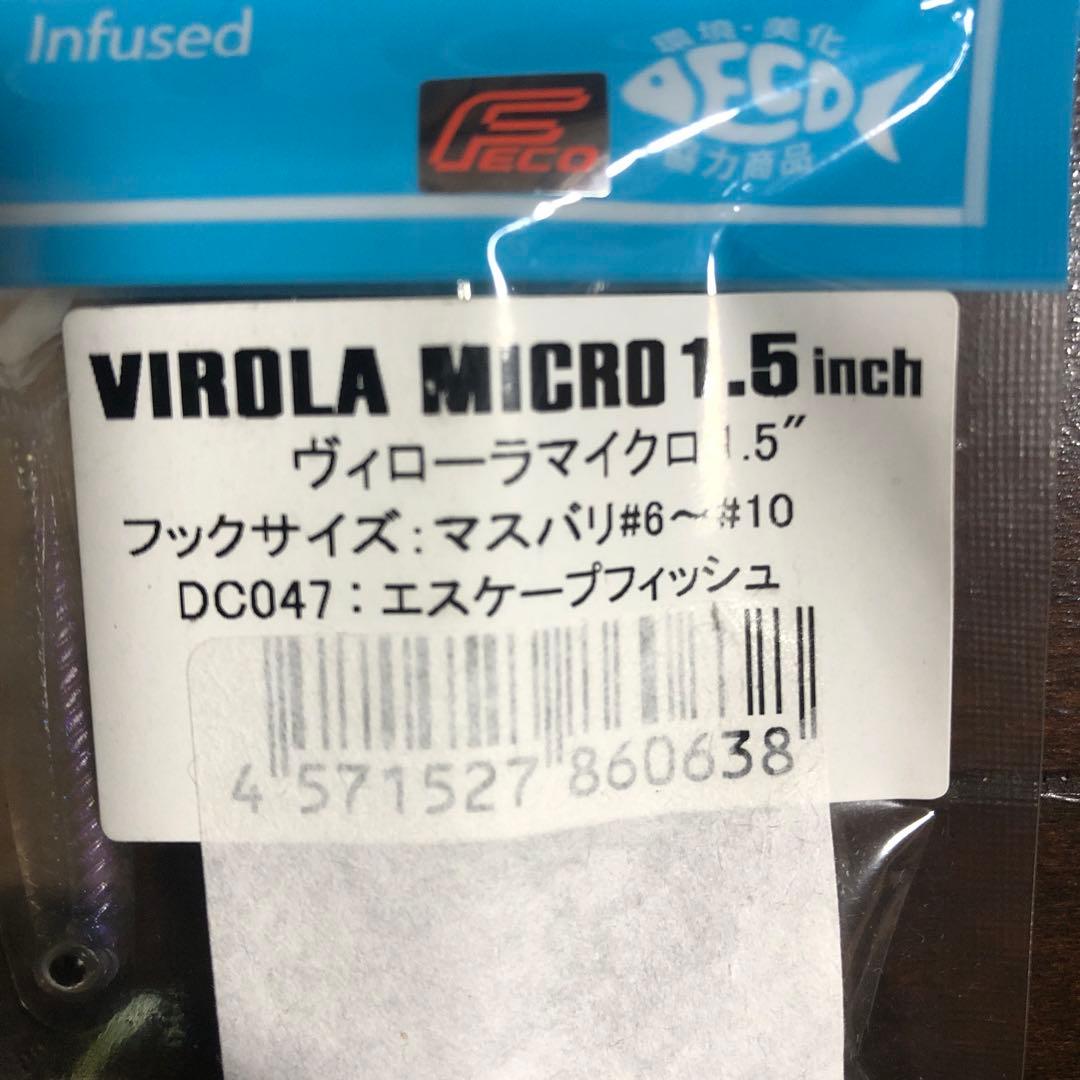 Infused
FECO
環境・美化
ECO
協力商品
VIROLA MICRO 1.5 inch
ヴィローラマイクロ 1.5"
フックサイズ:マスバリ#6~#10
DC047:エスケープフィッシュ
4 571527 860638